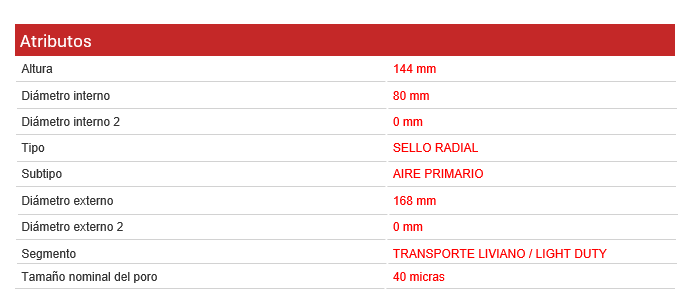 Atributos
Altura 144 mm
Diámetro interno 80 mm
Diámetro interno 2 0 mm
Tipo SELLO RADIAL
Subtipo AIRE PRIMARIO
Diámetro externo 168 mm
Diámetro externo 2 0 mm
Segmento TRANSPORTE LIVIANO / LIGHT DUTY
Tamaño nominal del poro 40 micras